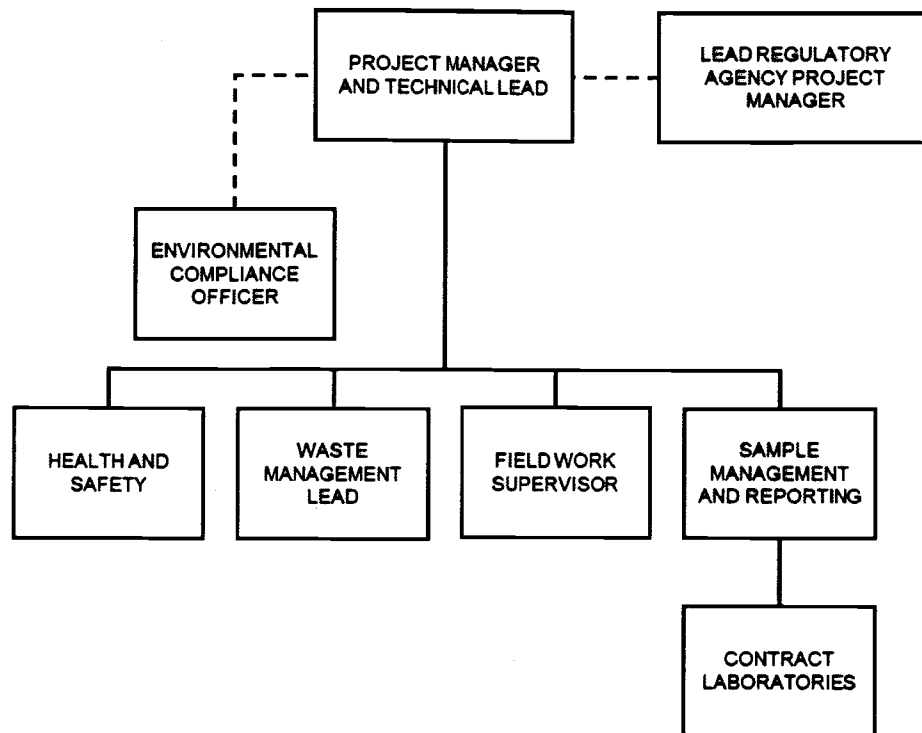 PROJECT MANAGER
AND TECHNICAL LEAD
LEAD REGULATORY
AGENCY PROJECT
MANAGER
ENVIRONMENTAL
COMPLIANCE
OFFICER
HEALTH AND
SAFETY
WASTE
MANAGEMENT
LEAD
FIELD WORK
SUPERVISOR
SAMPLE
MANAGEMENT
AND REPORTING
CONTRACT
LABORATORIES